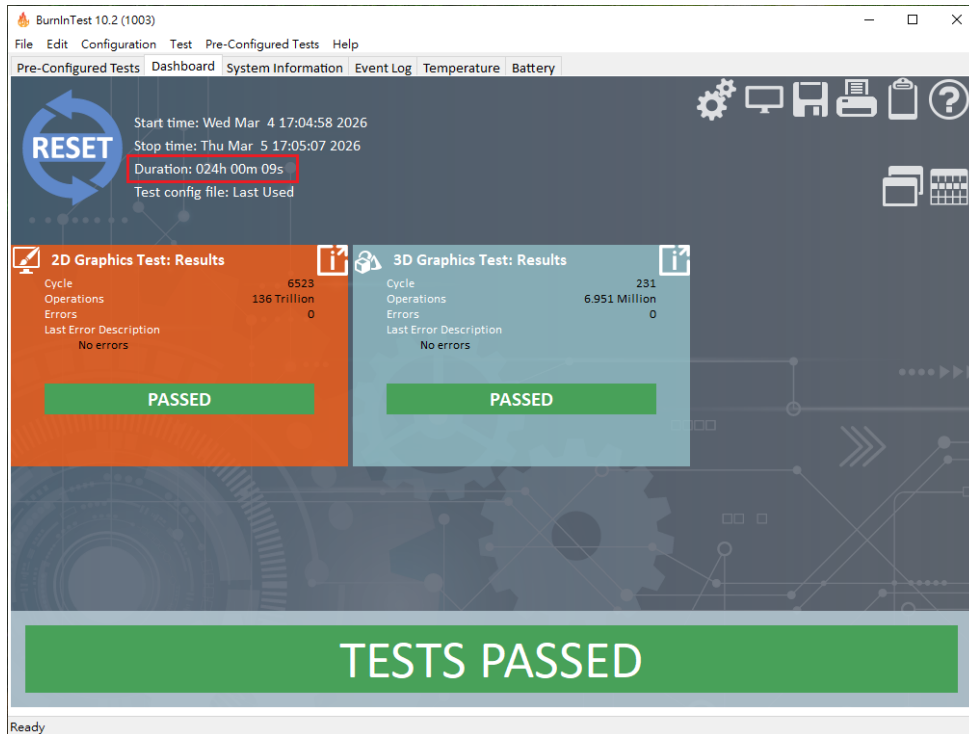 BurnInTest 10.2 (1003)
File Edit Configuration Test Pre-Configured Tests Help
Pre-Configured Tests Dashboard System Information Event Log Temperature Battery
RESET
Start time: Wed Mar 4 17:04:58 2026
Stop time: Thu Mar 5 17:05:07 2026
Duration: 024h 00m 09s
Test config file: Last Used
2D Graphics Test: Results
Cycle 6523
Operations 136 Trillion
Errors 0
Last Error Description
No errors
PASSED
3D Graphics Test: Results
Cycle 231
Operations 6.951 Million
Errors 0
Last Error Description
No errors
PASSED
TESTS PASSED
Ready